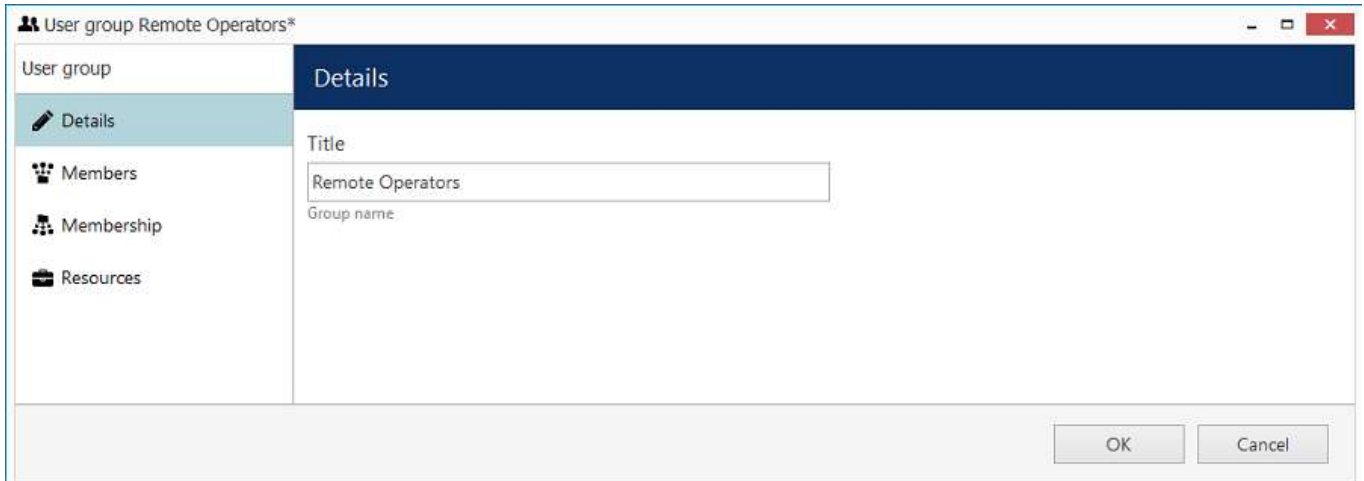 User group Remote Operators*
User group
Details
Members
Membership
Resources
Details
Title
Remote Operators
Group name
OK
Cancel